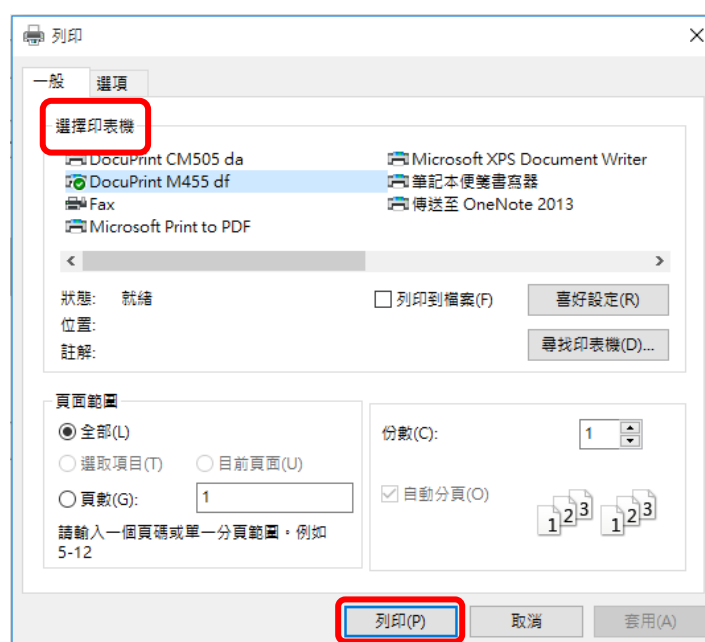 列印
一般 選項
選擇印表機
DocuPrint CM505 da
DocuPrint M455 df
Fax
Microsoft Print to PDF
Microsoft XPS Document Writer
筆記本便箋書寫器
傳送至 OneNote 2013
狀態: 就緒
位置:
註解:
列印到檔案(F)
喜好設定(R)
尋找印表機(D)...
頁面範圍
全部(L)
選取項目(T) 目前頁面(U)
頁數(G): 1
請輸入一個頁碼或單一分頁範圍。例如
5-12
份數(C): 1
自動分頁(O)
1 2 3 1 2 3
列印(P) 取消 套用(A)